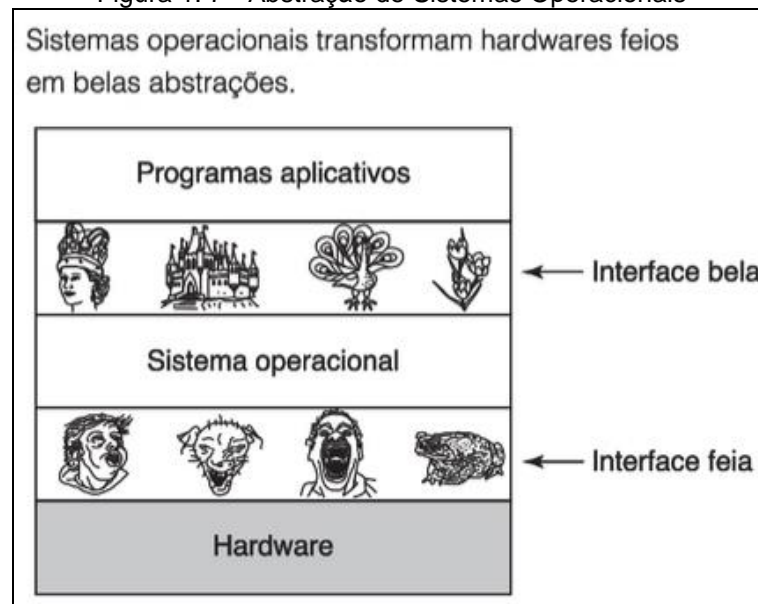 Sistemas operacionais transformam hardwares feios
em belas abstrações.
Programas aplicativos
Interface bela
Sistema operacional
Interface feia
Hardware